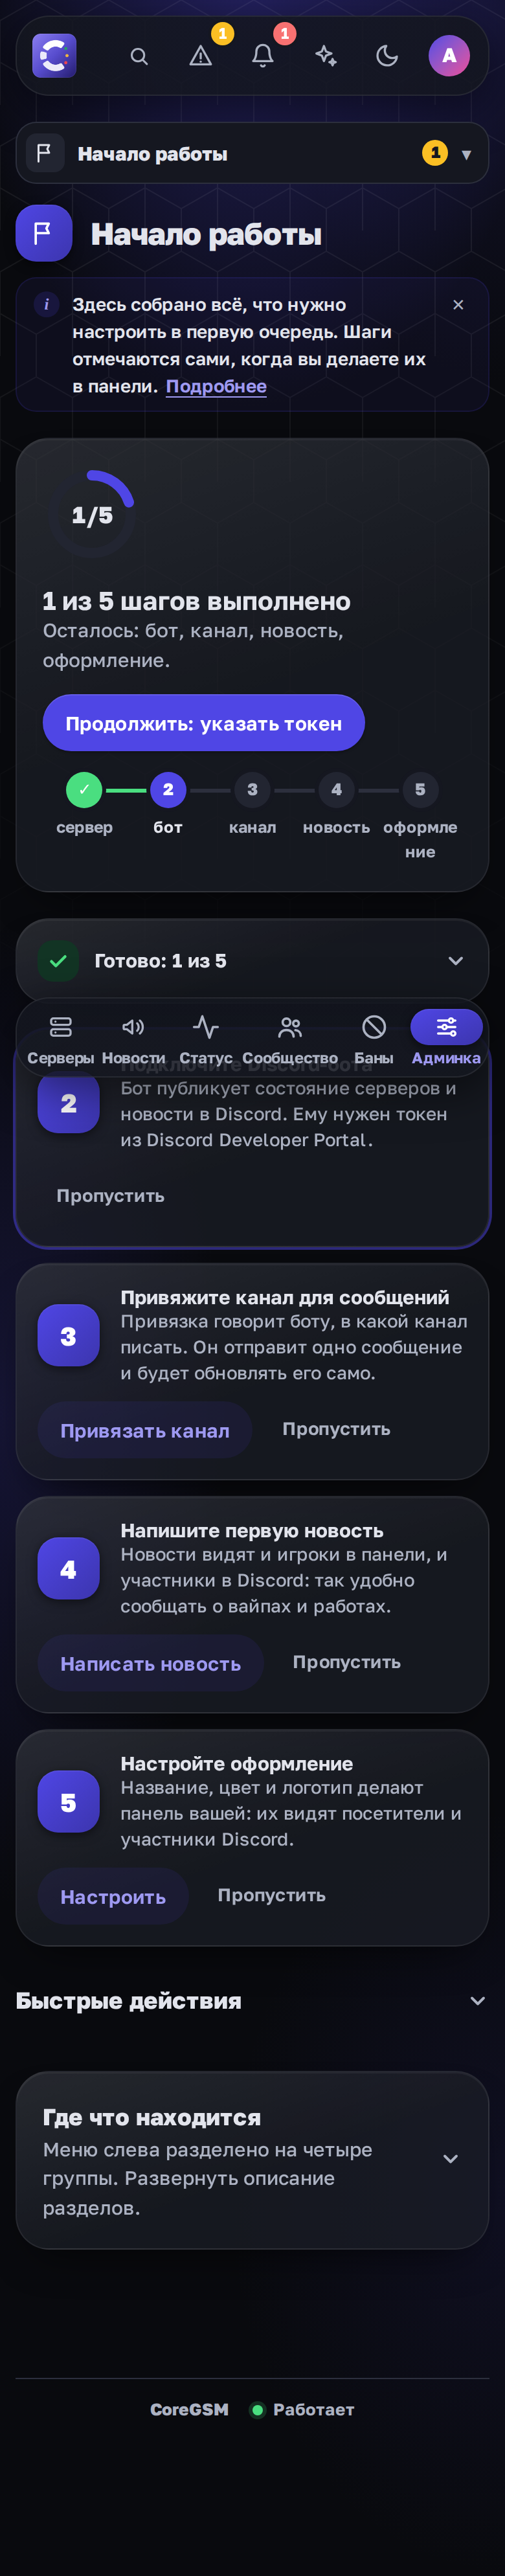 1
1
A
Начало работы
1
Начало работы
Здесь собрано всё, что нужно
настроить в первую очередь. Шаги
отмечаются сами, когда вы делаете их
в панели. Подробнее
1/5
1 из 5 шагов выполнено
Осталось: бот, канал, новость,
оформление.
Продолжить: указать токен
2
3
4
5
сервер
бот
канал
новость
оформле
ние
Готово: 1 из 5
Серверы
Новости
Статус
Сообщество
Баны
Админка
Подключите Discord-бота
2
Бот публикует состояние серверов и
новости в Discord. Ему нужен токен
из Discord Developer Portal.
Пропустить
3
Привяжите канал для сообщений
Привязка говорит боту, в какой канал
писать. Он отправит одно сообщение
и будет обновлять его само.
Привязать канал
Пропустить
4
Напишите первую новость
Новости видят и игроки в панели, и
участники в Discord: так удобно
сообщать о вайпах и работах.
Написать новость
Пропустить
5
Настройте оформление
Название, цвет и логотип делают
панель вашей: их видят посетители и
участники Discord.
Настроить
Пропустить
Быстрые действия
Где что находится
Меню слева разделено на четыре
группы. Развернуть описание
разделов.
CoreGSM
Работает